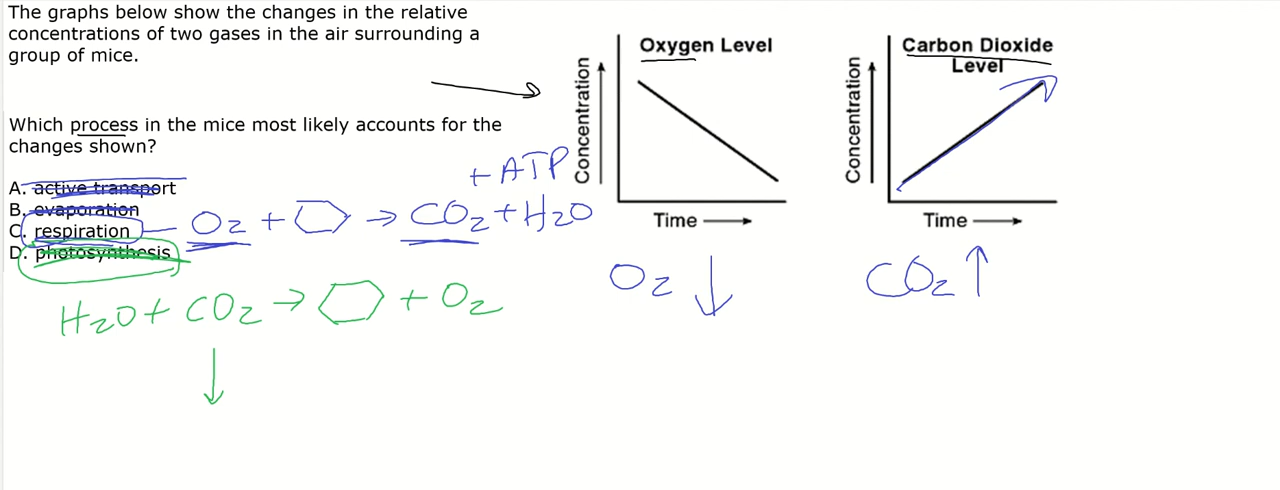 The graphs below show the changes in the relative
concentrations of two gases in the air surrounding a
group of mice.
Which process in the mice most likely accounts for the
changes shown?
A. active transport
B. evaporation
C. respiration
D. photosynthesis
+ ATP
O₂ + → CO₂ + H₂O
H₂O + CO₂ → + O₂
Oxygen Level
Concentration
Time
O₂ ↓
Carbon Dioxide
Level
Concentration
Time
CO₂ ↑